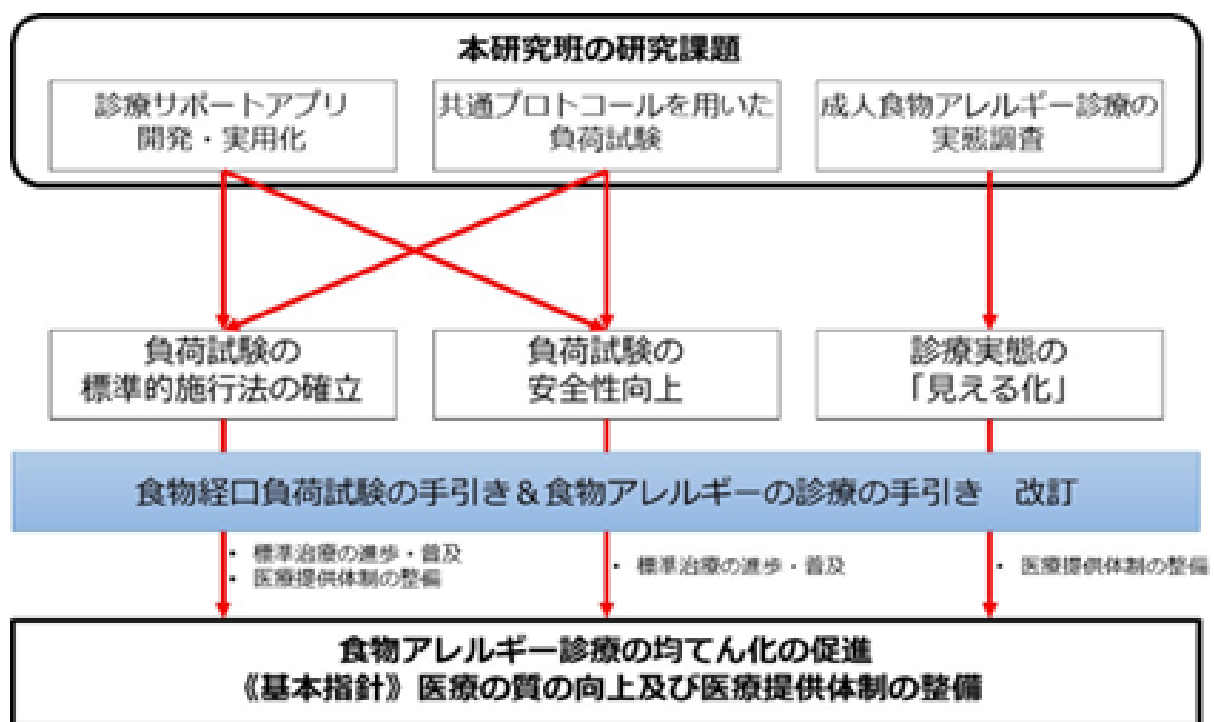 本研究班の研究課題
診療サポートアプリ
開発・実用化
共通プロトコールを用いた
負荷試験
成人食物アレルギー診療の
実態調査
負荷試験の
標準的施行法の確立
負荷試験の
安全性向上
診療実態の
「見える化」
食物経口負荷試験の手引き＆食物アレルギーの診療の手引き　改訂
• 標準治療の進歩・普及
• 医療提供体制の整備
• 標準治療の進歩・普及
• 医療提供体制の整備
食物アレルギー診療の均てん化の促進
《基本指針》医療の質の向上及び医療提供体制の整備